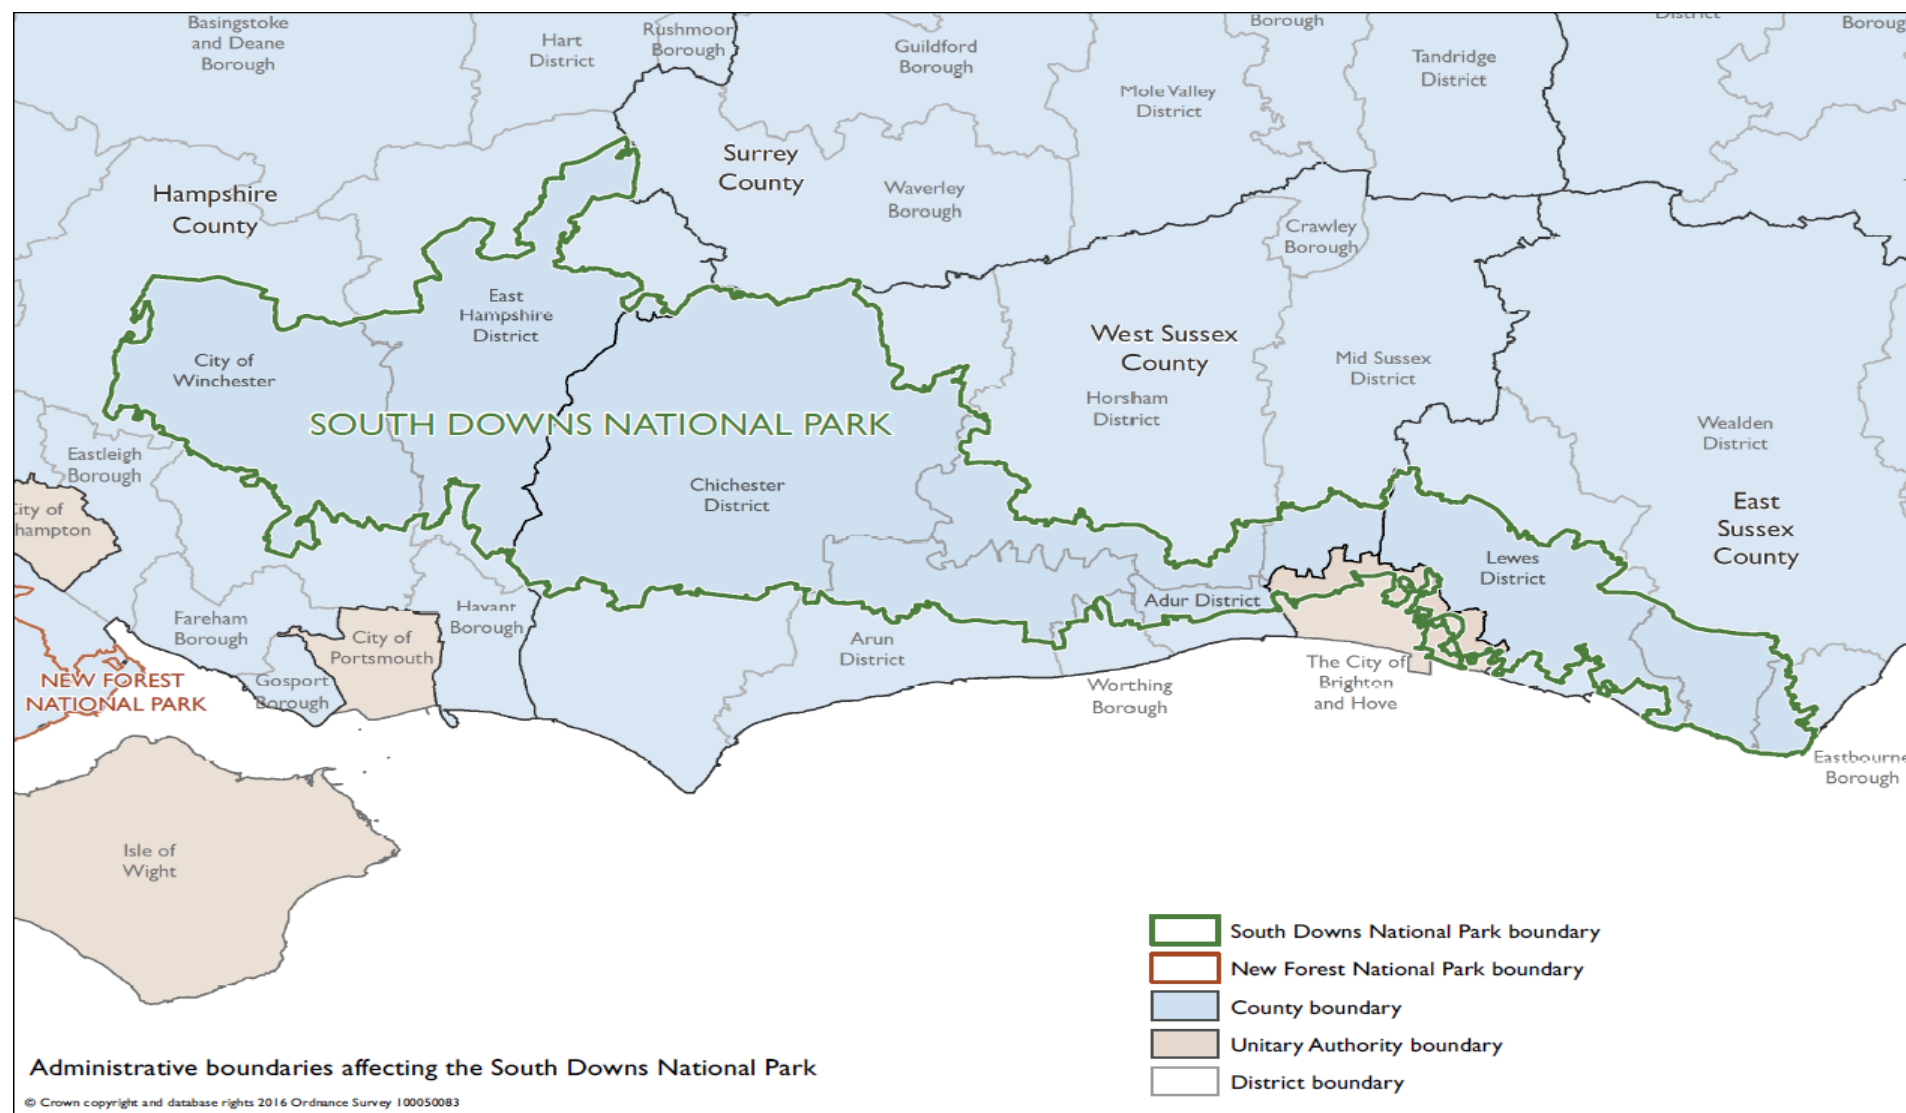 Basingstoke
and Deane
Borough
Hart
District
Rushmoor
Borough
Guildford
Borough
Borough
Mole Valley
District
Tandridge
District
District
Boroug
Hampshire
County
Surrey
County
Waverley
Borough
Crawley
Borough
East
Hampshire
District
City of
Winchester
West Sussex
County
Mid Sussex
District
Horsham
District
SOUTH DOWNS NATIONAL PARK
Wealden
District
Eastleigh
Borough
Chichester
District
East
Sussex
County
City of
hampton
Lewes
District
Fareham
Borough
City of
Portsmouth
Havant
Borough
Adur District
Arun
District
The City of
Brighton
and Hove
NEW FOREST
NATIONAL PARK
Gosport
Borough
Worthing
Borough
Eastbourne
Borough
Isle of
Wight
South Downs National Park boundary
New Forest National Park boundary
County boundary
Unitary Authority boundary
District boundary
Administrative boundaries affecting the South Downs National Park
© Crown copyright and database rights 2016 Ordnance Survey 100050083